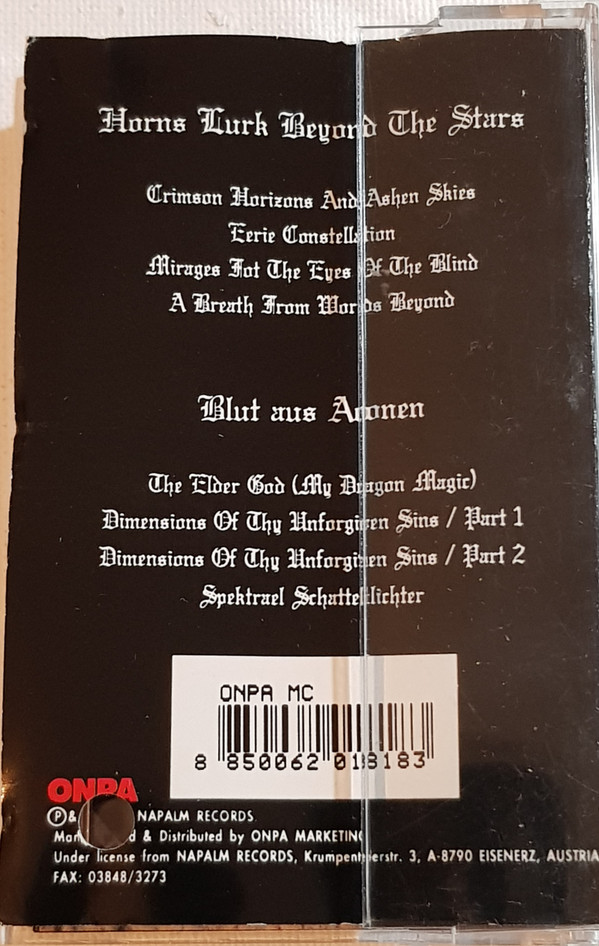 Horns Lurk Beyond The Stars
Crimson Horizons And Ashen Skies
Eerie Constellation
Mirages Fot The Eyes Of The Blind
A Breath From Worlds Beyond
Blut aus Aeonen
The Elder God (My Dragon Magic)
Dimensions Of Thy Unforgiven Sins / Part 1
Dimensions Of Thy Unforgiven Sins / Part 2
Spektrael Schattenlichter
ONPA MC
8 850062 018183
ONPA
Ⓟ& NAPALM RECORDS.
& Distributed by ONPA MARKETING
Under license from NAPALM RECORDS, 3, A-8790 EISENERZ, AUSTRIA
FAX: 03848/3273